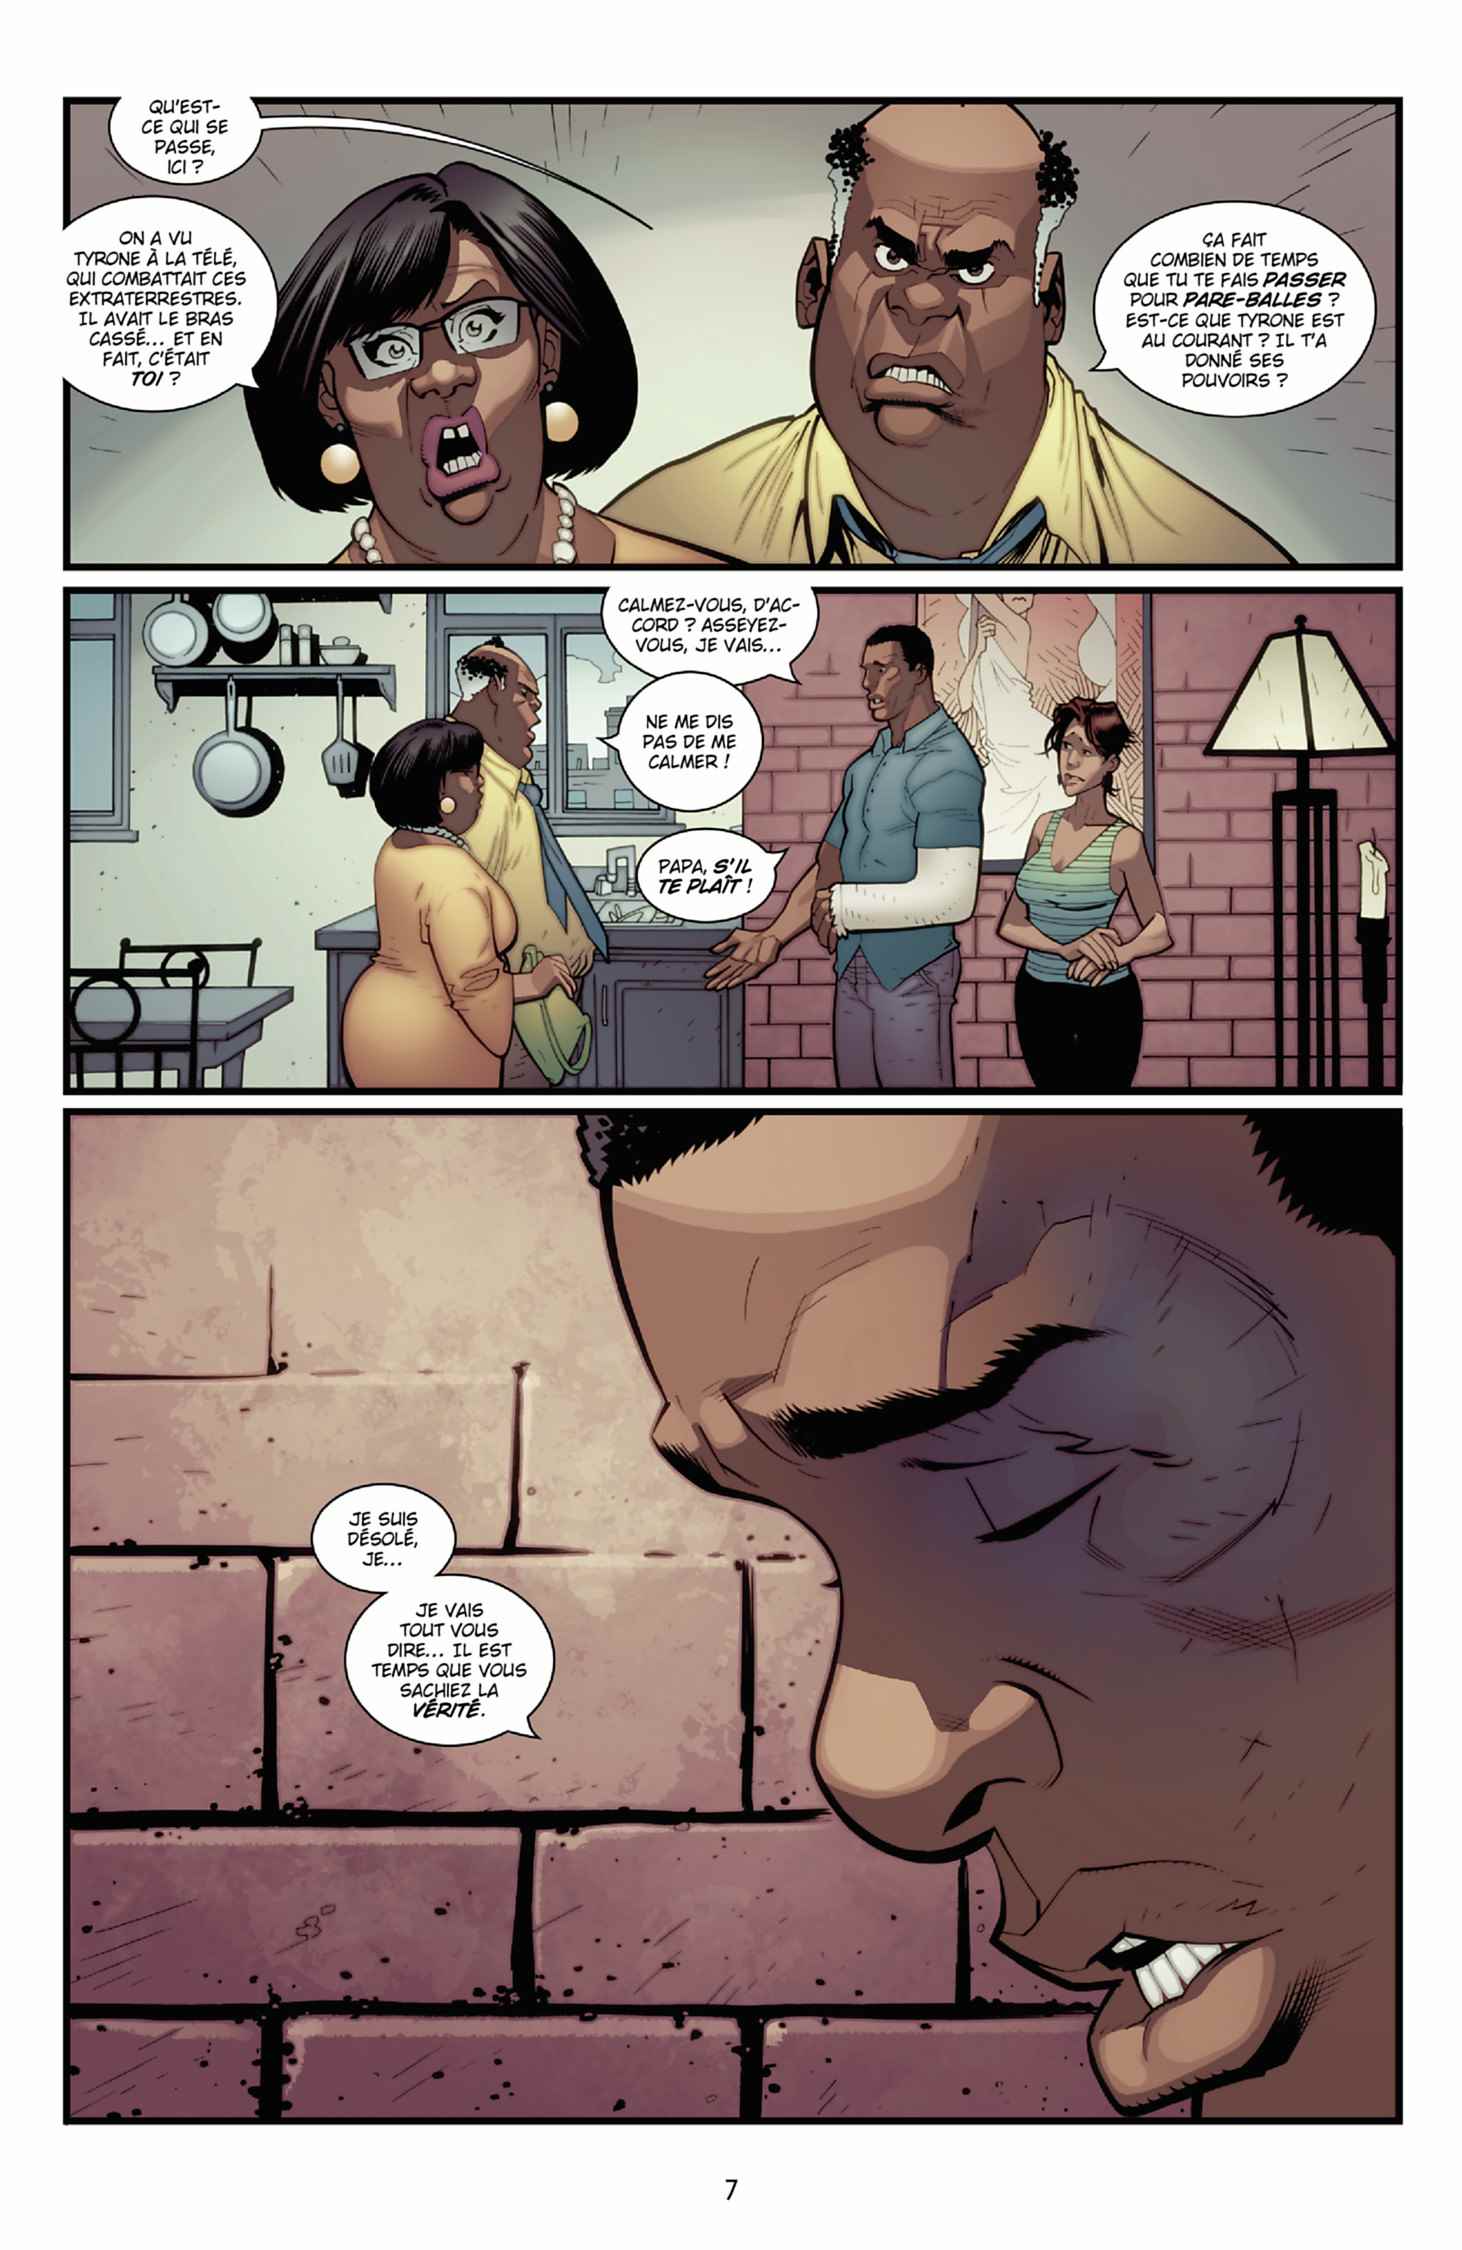 QU'EST-
CE QUI SE
PASSE,
ICI ?
ON A VU
TYRONE À LA TÉLÉ,
QUI COMBATTAIT CES
EXTRATERRESTRES.
IL AVAIT LE BRAS
CASSÉ... ET EN
FAIT, C'ÉTAIT
TOI ?
ÇA FAIT
COMBIEN DE TEMPS
QUE TU TE FAIS PASSER
POUR PARE-BALLES ?
EST-CE QUE TYRONE EST
AU COURANT ? IL T'A
DONNÉ SES
POUVOIRS ?
CALMEZ-VOUS, D'AC-
CORD ? ASSEYEZ-
VOUS, JE VAIS...
NE ME DIS
PAS DE ME
CALMER !
PAPA, S'IL
TE PLAÎT !
JE SUIS
DÉSOLÉ,
JE...
JE VAIS
TOUT VOUS
DIRE... IL EST
TEMPS QUE VOUS
SACHIEZ LA
VÉRITÉ.
7